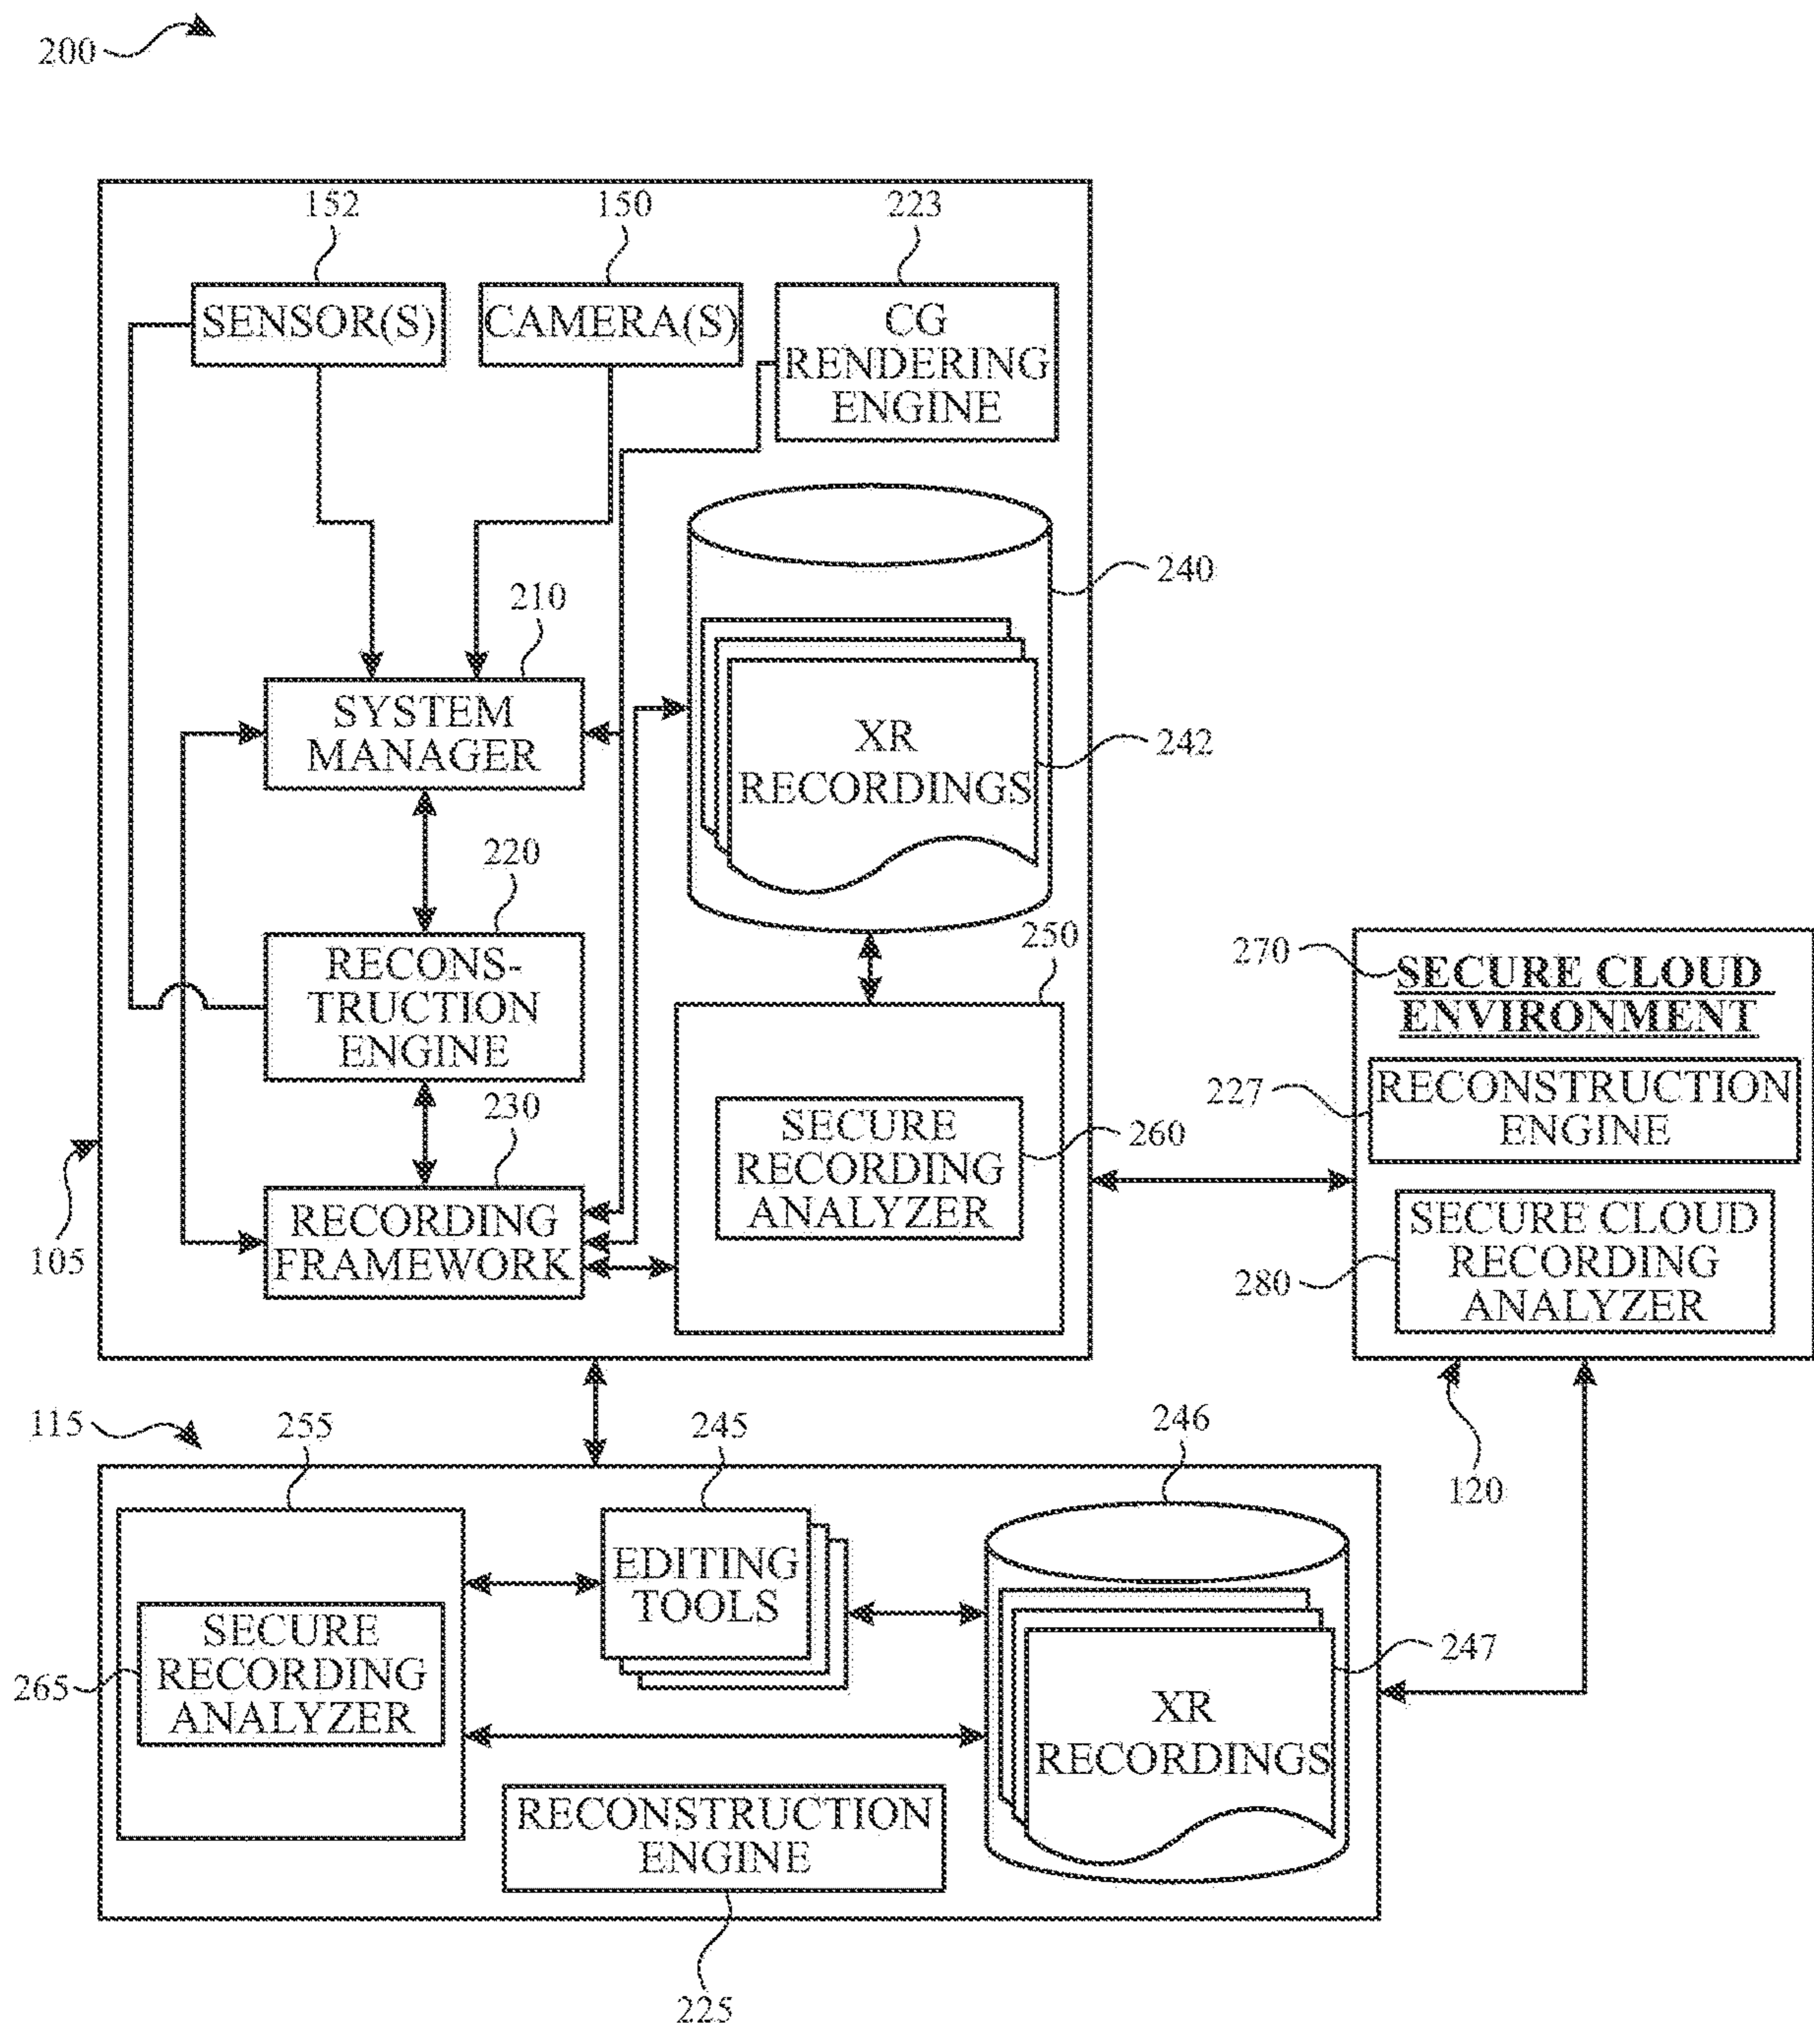 200
152
150
223
SENSOR(S)
CAMERA(S)
CG
RENDERING
ENGINE
240
210
SYSTEM
MANAGER
XR
RECORDINGS
242
220
RECONS-
TRUCTION
ENGINE
250
270
SECURE CLOUD
ENVIRONMENT
227
RECONSTRUCTION
ENGINE
230
SECURE
RECORDING
ANALYZER
260
105
RECORDING
FRAMEWORK
280
SECURE CLOUD
RECORDING
ANALYZER
115
255
245
246
120
EDITING
TOOLS
SECURE
RECORDING
ANALYZER
265
247
XR
RECORDINGS
RECONSTRUCTION
ENGINE
225